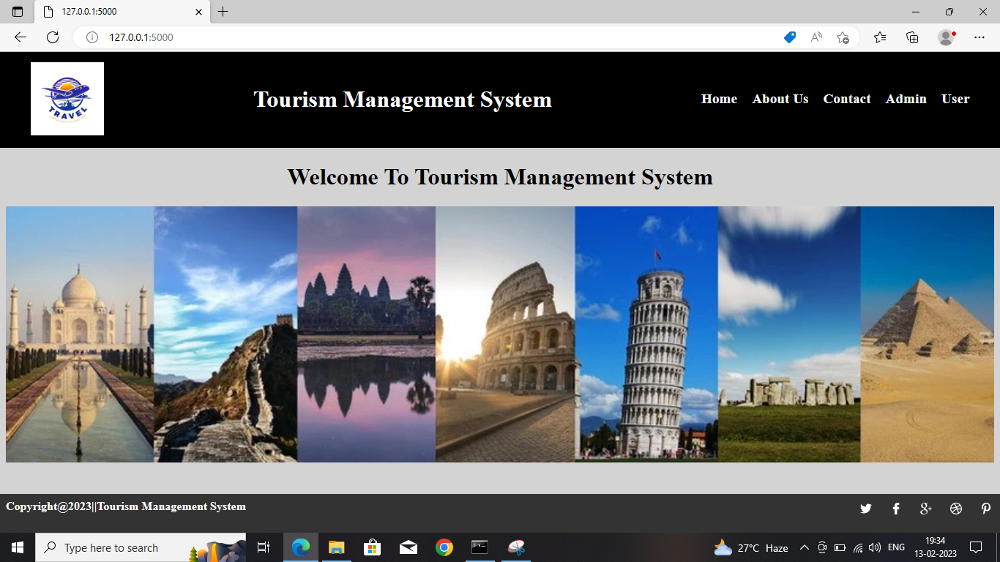 127.0.0.1:5000
127.0.0.1:5000
TRAVEL
Tourism Management System
Home About Us Contact Admin User
Welcome To Tourism Management System
Copyright@2023||Tourism Management System
Type here to search
27°C Haze
ENG
19:34
13-02-2023